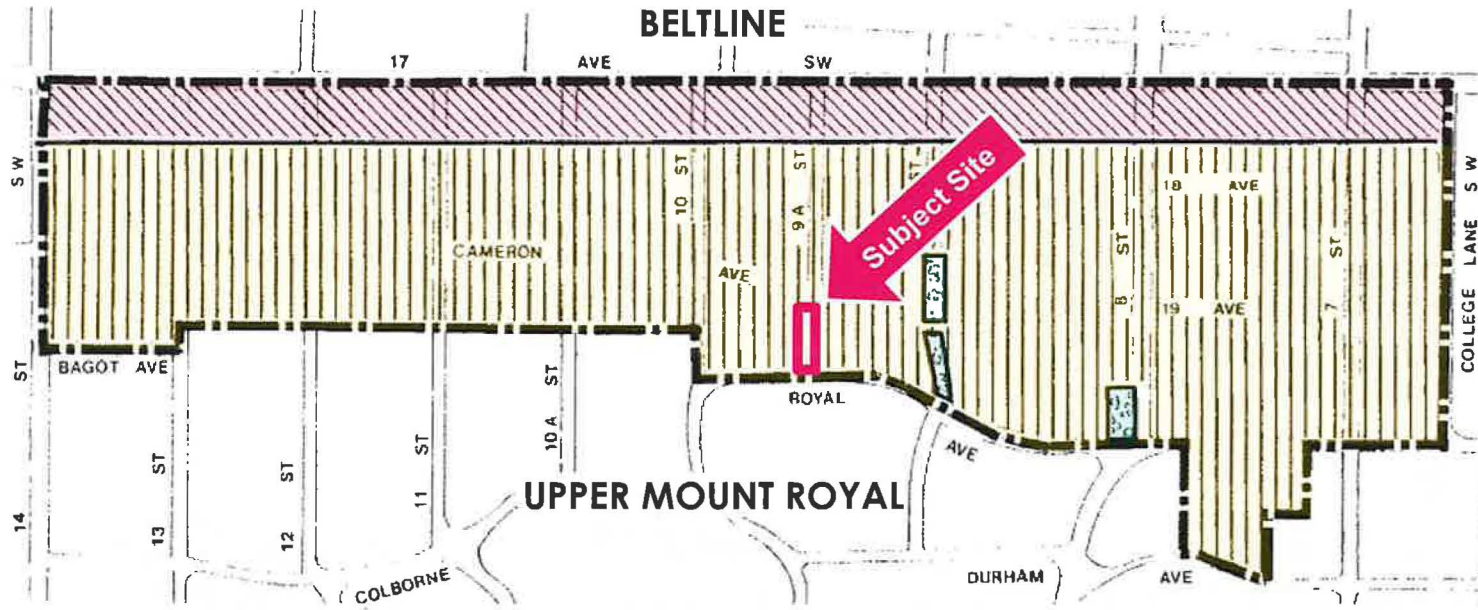 BELTLINE
17 AVE SW
SW
10 ST
9A ST
ST
Subject Site
18 AVE
COLLEGE LANE SW
CAMERON
AVE
8 ST
19 AVE
7 ST
14 ST
BAGOT AVE
ROYAL
AVE
13 ST
12 ST
11 ST
10A ST
UPPER MOUNT ROYAL
COLBORNE
DURHAM AVE